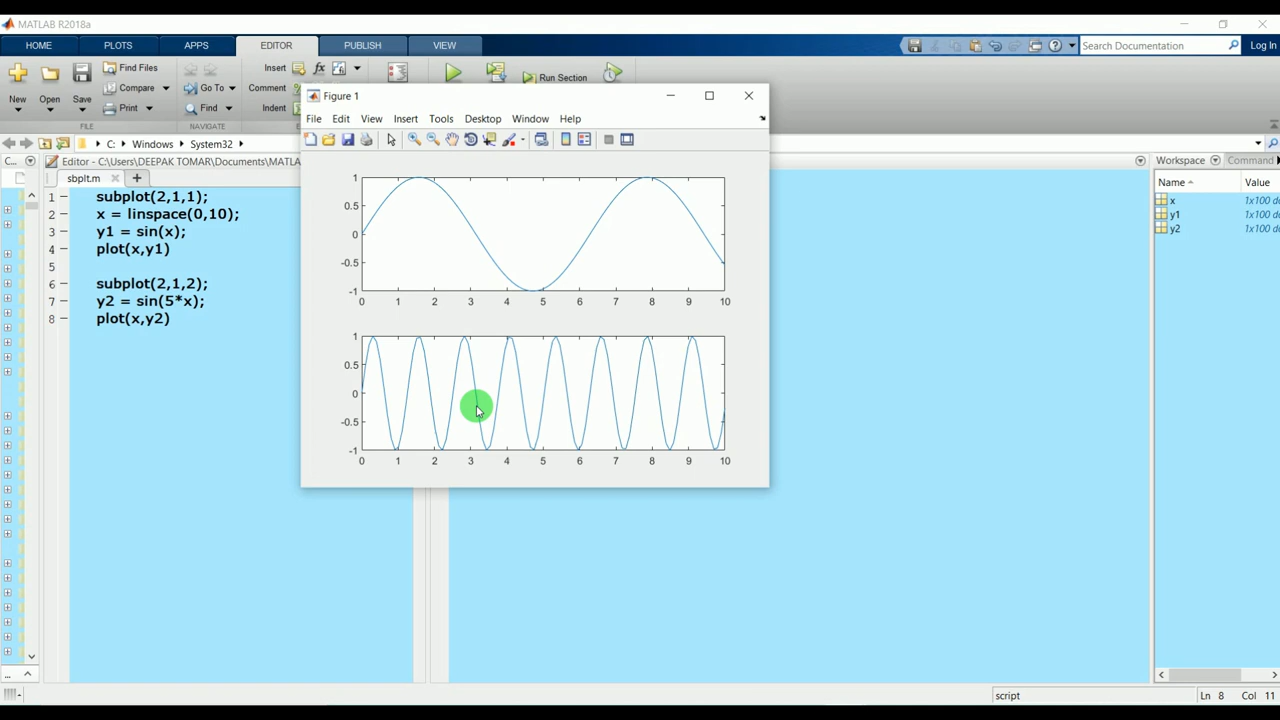 MATLAB R2018a
HOME PLOTS APPS EDITOR PUBLISH VIEW Search Documentation Log In
Find Files Insert fx
New Open Save Compare Go To Comment Run Section
Print Find Indent
FILE NAVIGATE
C: Windows System32
C... Editor - C:\Users\DEEPAK TOMAR\Documents\MATLA Workspace Command
sbplt.m
Name Value
1 subplot(2,1,1);
2 x = linspace(0,10);
3 y1 = sin(x);
4 plot(x,y1)
5
6 subplot(2,1,2);
7 y2 = sin(5*x);
8 plot(x,y2)
x 1x100 do
y1 1x100 do
y2 1x100 do
Figure 1
File Edit View Insert Tools Desktop Window Help
1
0.5
0
-0.5
-1
0 1 2 3 4 5 6 7 8 9 10
1
0.5
0
-0.5
-1
0 1 2 3 4 5 6 7 8 9 10
...
script Ln 8 Col 11